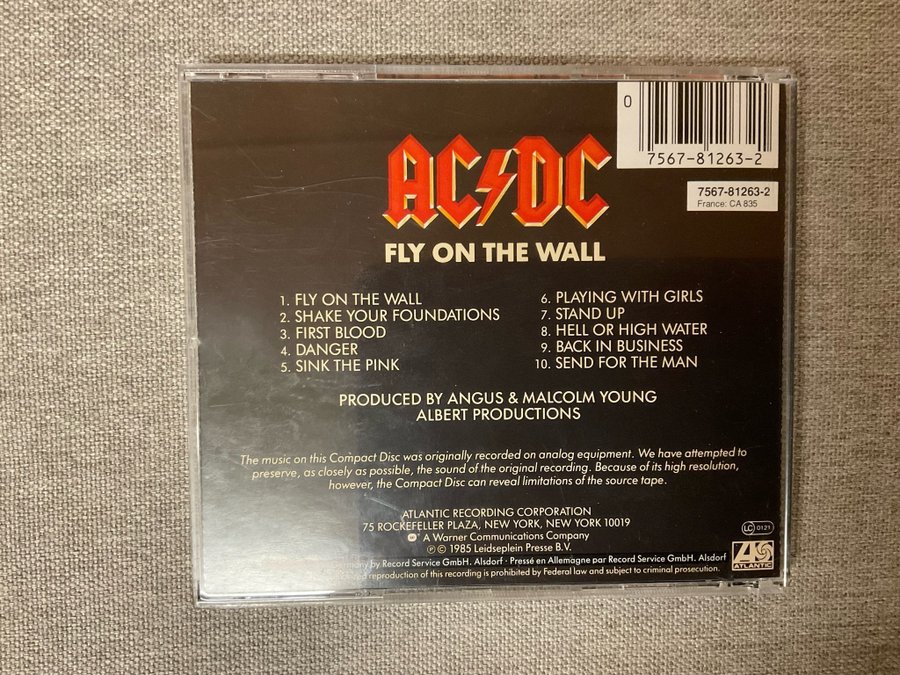 0
7567-81263-2
7567-81263-2
France: CA 835
AC DC
FLY ON THE WALL
1. FLY ON THE WALL
2. SHAKE YOUR FOUNDATIONS
3. FIRST BLOOD
4. DANGER
5. SINK THE PINK
6. PLAYING WITH GIRLS
7. STAND UP
8. HELL OR HIGH WATER
9. BACK IN BUSINESS
10. SEND FOR THE MAN
PRODUCED BY ANGUS & MALCOLM YOUNG
ALBERT PRODUCTIONS
The music on this Compact Disc was originally recorded on analog equipment. We have attempted to
preserve, as closely as possible, the sound of the original recording. Because of its high resolution,
however, the Compact Disc can reveal limitations of the source tape.
ATLANTIC RECORDING CORPORATION
75 ROCKEFELLER PLAZA, NEW YORK, NEW YORK 10019
A Warner Communications Company
℗ © 1985 Leidseplein Presse B.V.
LC 0121
by Record Service GmbH. Alsdorf · Pressé en Allemagne par Record Service GmbH. Alsdorf
reproduction of this recording is prohibited by Federal law and subject to criminal prosecution.
ATLANTIC